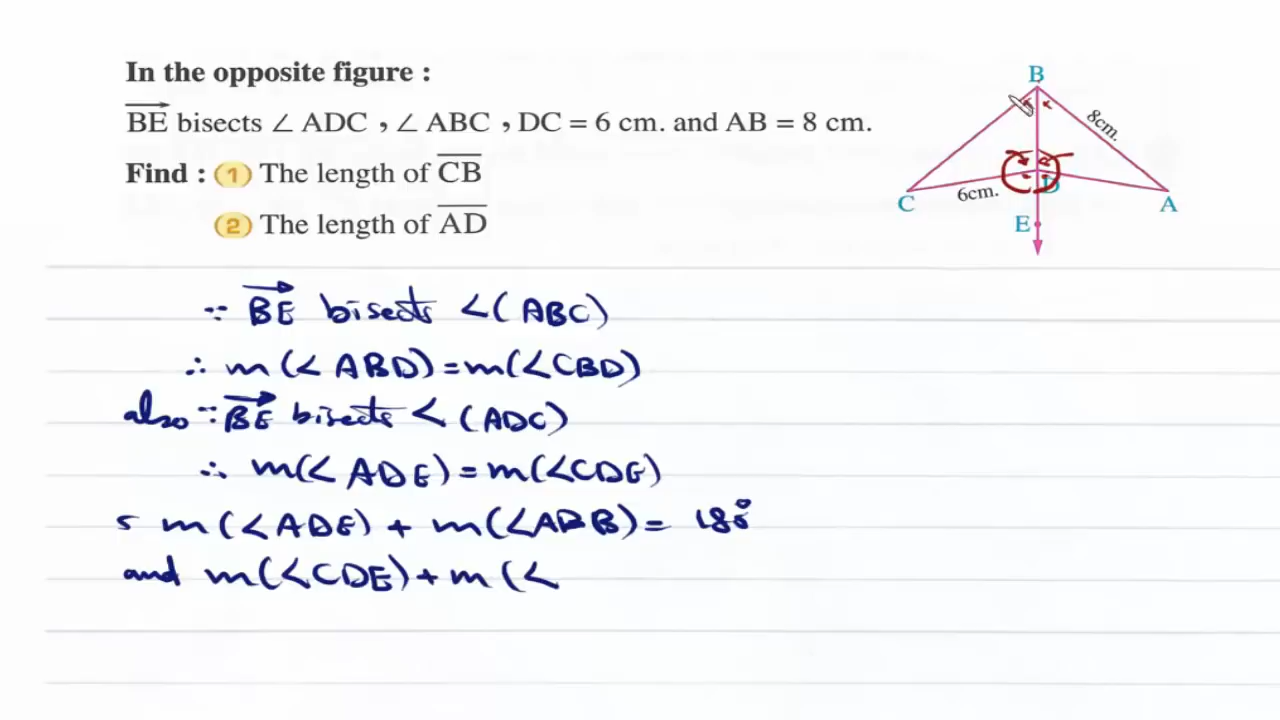 In the opposite figure :
BE bisects ∠ ADC , ∠ ABC , DC = 6 cm. and AB = 8 cm.
Find : (1) The length of CB
(2) The length of AD
B
8cm.
6cm.
D
C
A
E
∵ BE bisects <(ABC)
∴ m(<ABD)=m(<CBD)
also ∵ BE bisects <(ADC)
∴ m(<ADE)=m(<CDE)
, m(<ADE) + m(<ADB)= 180°
and m(<CDE)+m(<